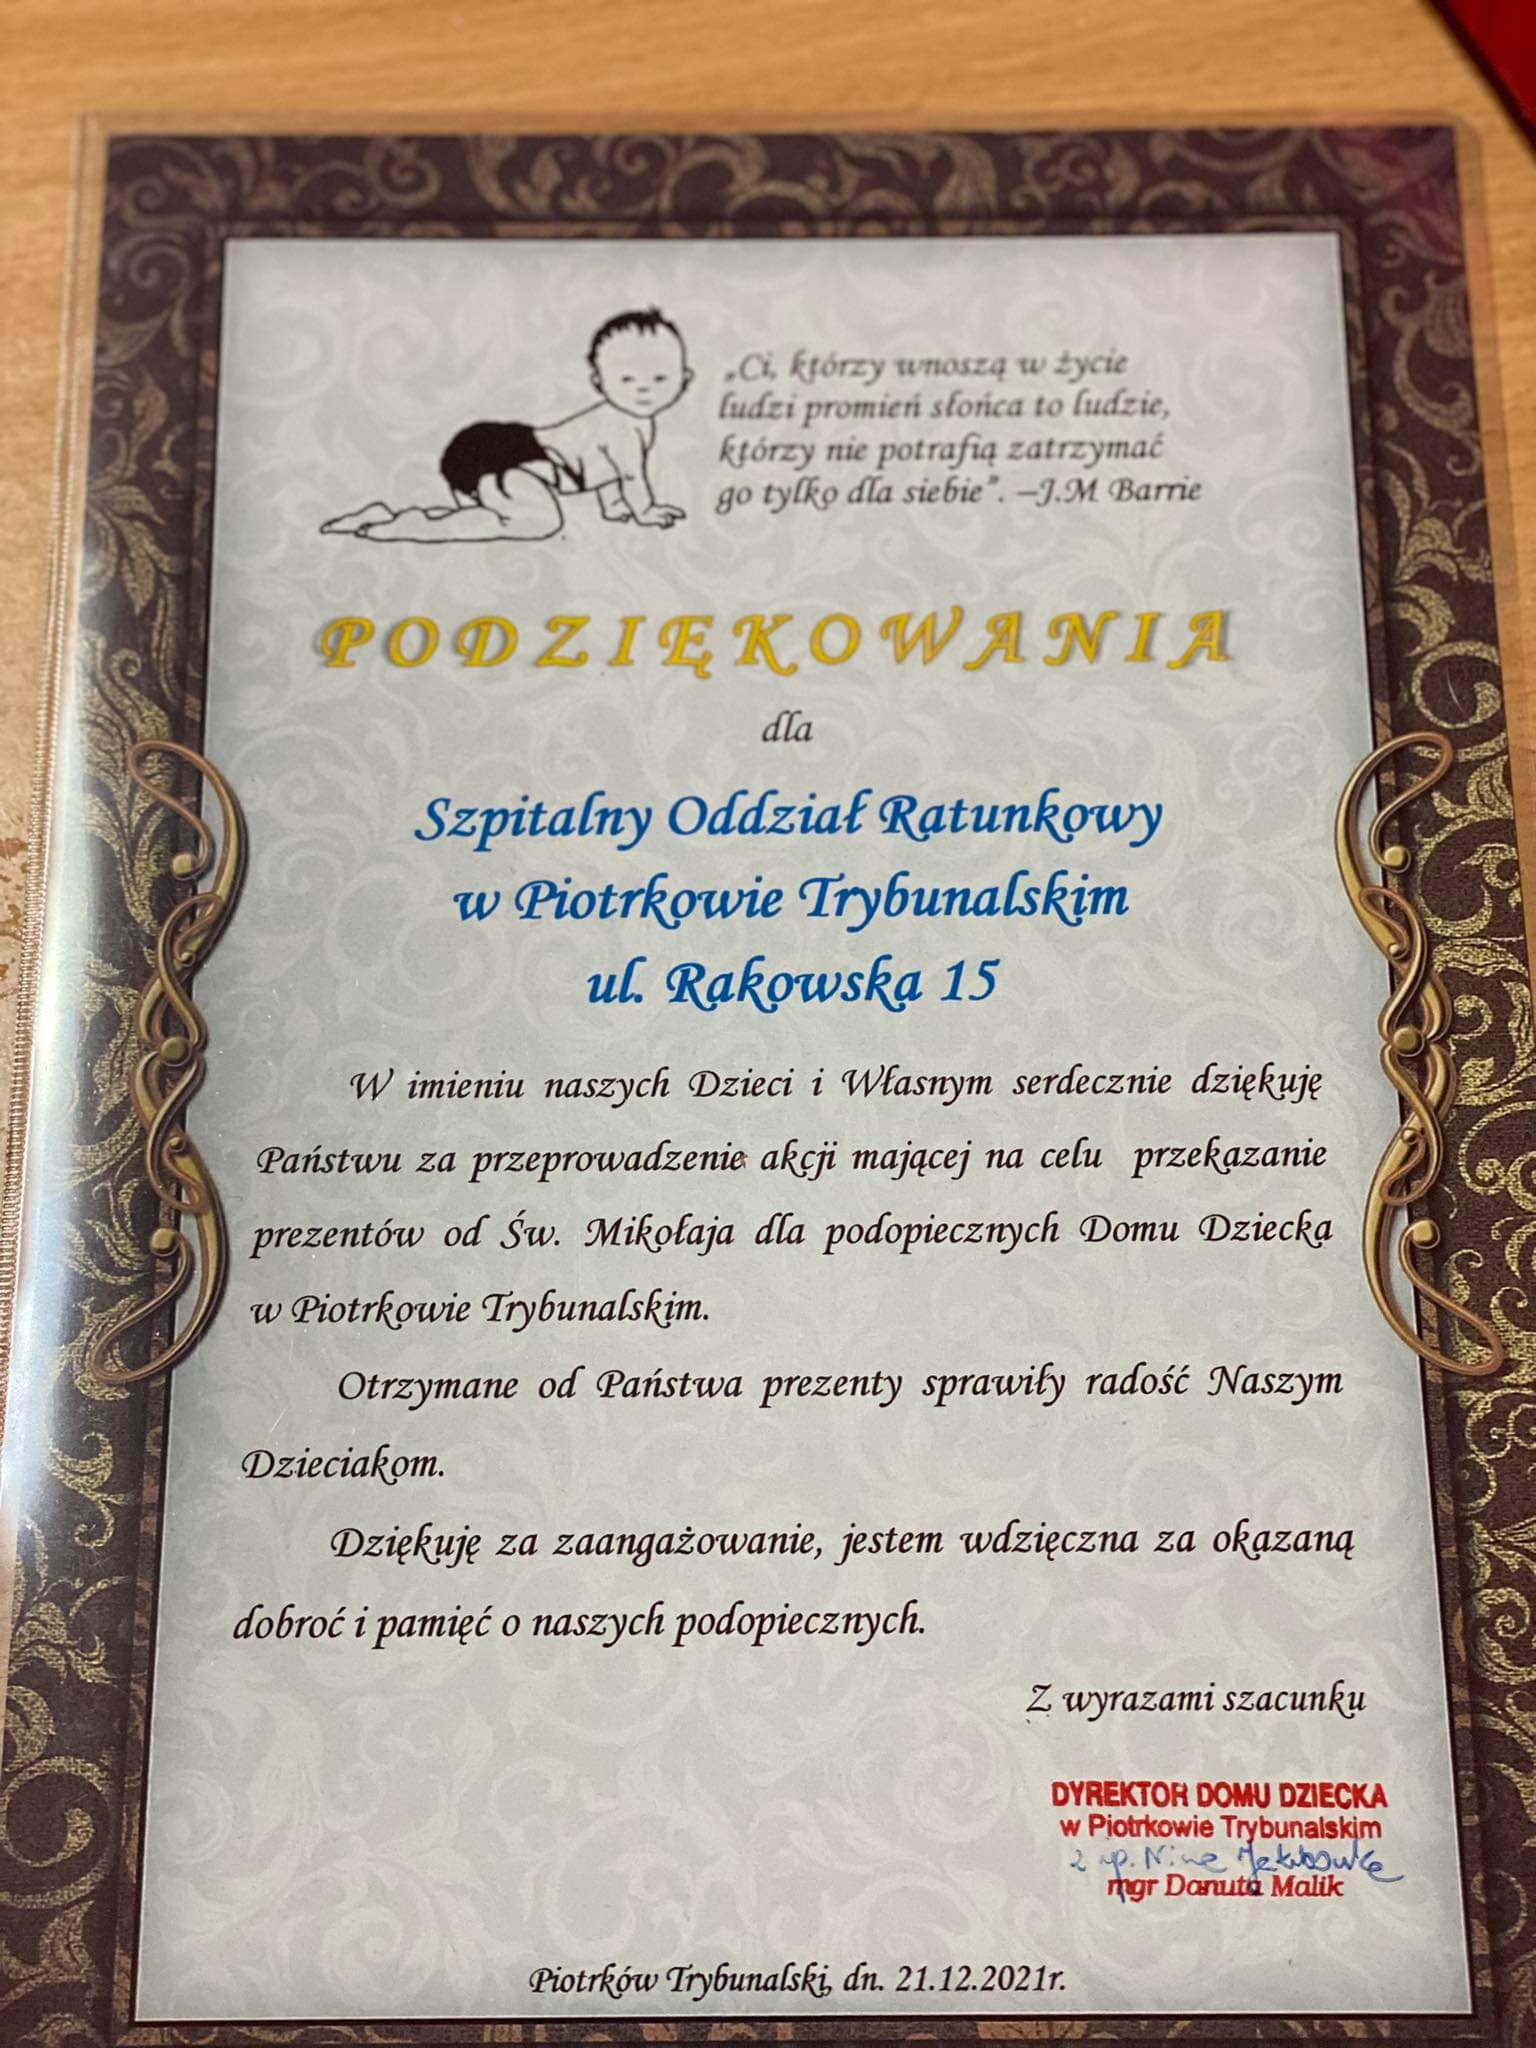 „Ci, którzy wnoszą w życie
ludzi promień słońca to ludzie,
którzy nie potrafią zatrzymać
go tylko dla siebie”. –J.M Barrie
PODZIĘKOWANIA
dla
Szpitalny Oddział Ratunkowy
w Piotrkowie Trybunalskim
ul. Rakowska 15
W imieniu naszych Dzieci i Własnym serdecznie dziękuję
Państwu za przeprowadzenie akcji mającej na celu przekazanie
prezentów od Św. Mikołaja dla podopiecznych Domu Dziecka
w Piotrkowie Trybunalskim.
Otrzymane od Państwa prezenty sprawiły radość Naszym
Dzieciakom.
Dziękuję za zaangażowanie, jestem wdzięczna za okazaną
dobroć i pamięć o naszych podopiecznych.
Z wyrazami szacunku
DYREKTOR DOMU DZIECKA
w Piotrkowie Trybunalskim
mgr Danuta Malik
Piotrków Trybunalski, dn. 21.12.2021r.